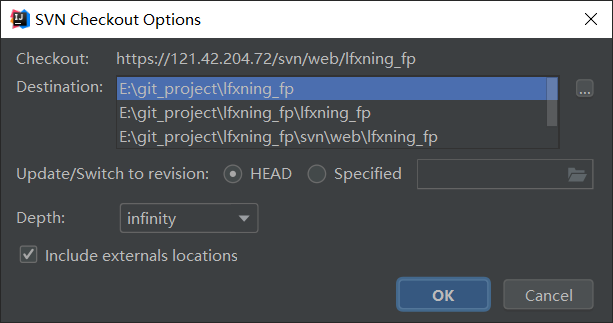 SVN Checkout Options
Checkout: https://121.42.204.72/svn/web/lfxning_fp
Destination: E:\git_project\lfxning_fp
E:\git_project\lfxning_fp\lfxning_fp
E:\git_project\lfxning_fp\svn\web\lfxning_fp
...
Update/Switch to revision: HEAD Specified
Depth: infinity
Include externals locations
OK Cancel